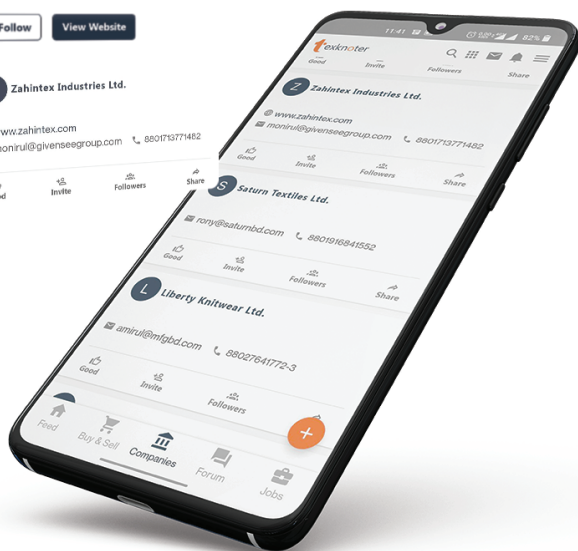 Follow
View Website
Zahintex Industries Ltd.
www.zahintex.com
monirul@givenseegroup.com 8801713771482
Invite
Followers
Share
11:41
82%
texknoter
Good
Invite
Followers
Share
Z
Zahintex Industries Ltd.
www.zahintex.com
monirul@givenseegroup.com 8801713771482
Good
Invite
Followers
Share
S
Saturn Textiles Ltd.
rony@saturnbd.com 8801916841552
Good
Invite
Followers
Share
L
Liberty Knitwear Ltd.
amirul@mfgbd.com 88027641772-3
Good
Invite
Followers
+
Feed
Buy & Sell
Companies
Forum
Jobs